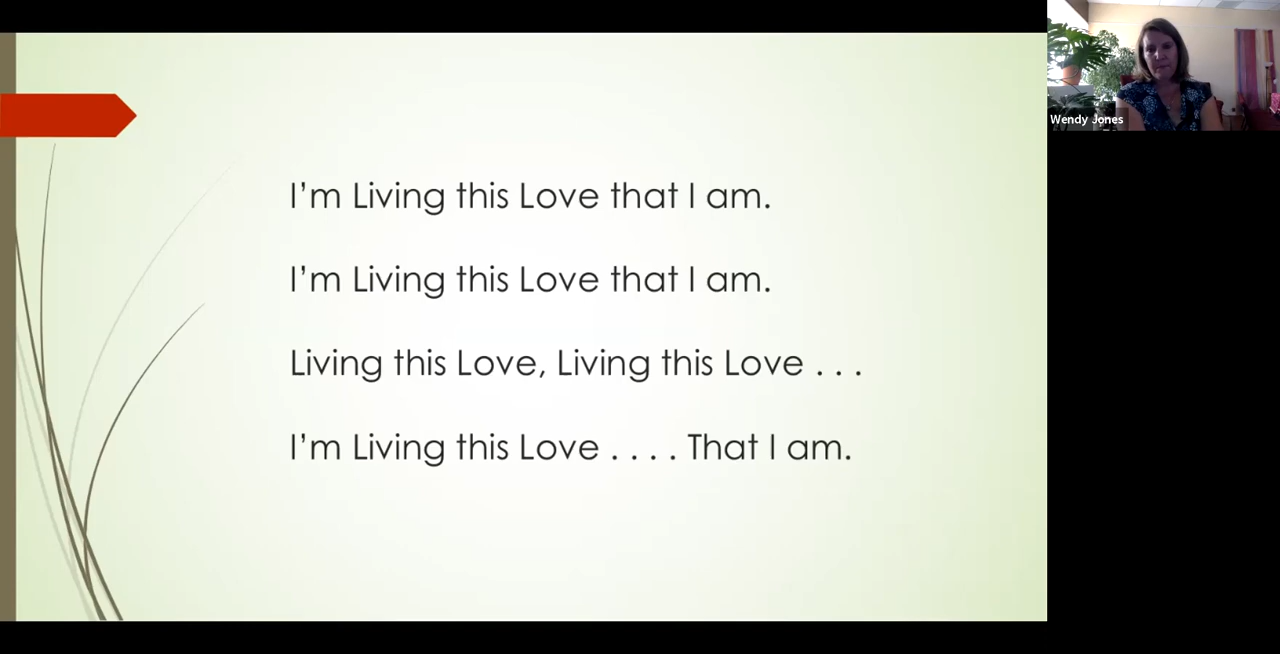 I'm Living this Love that I am.
I'm Living this Love that I am.
Living this Love, Living this Love . . .
I'm Living this Love . . . . That I am.
Wendy Jones